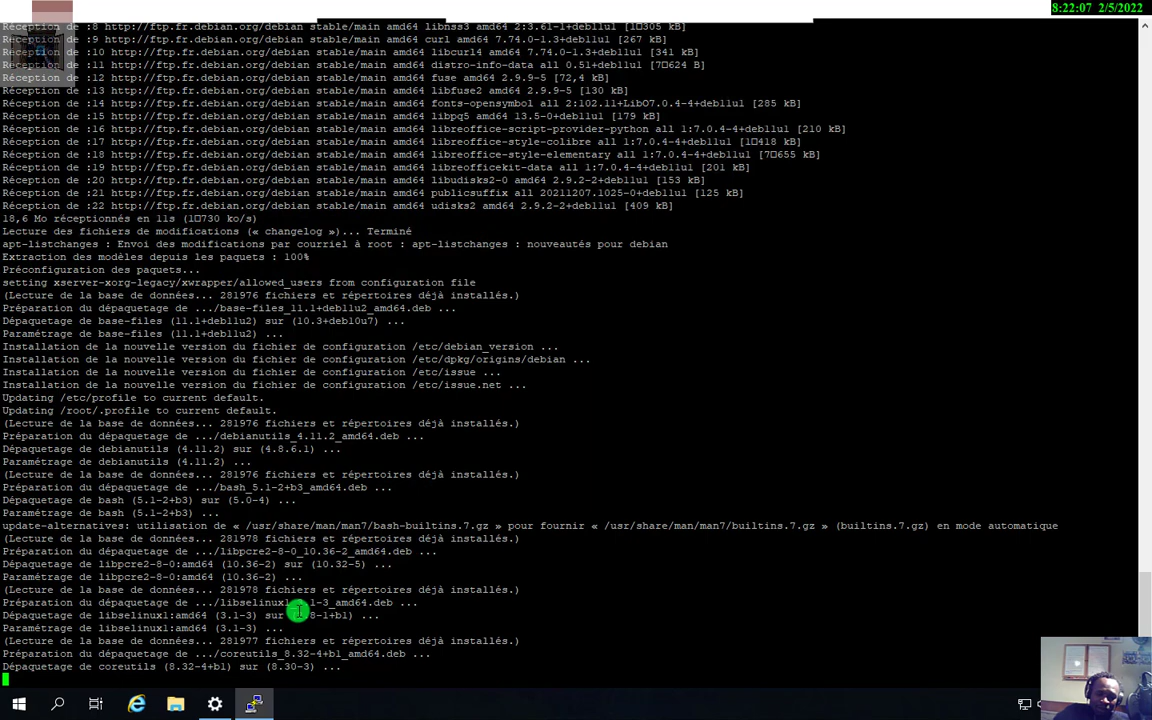 8:22:07 2/5/2022
Réception de :8 http://ftp.fr.debian.org/debian stable/main amd64 libnss3 amd64 2:3.61-1+deb11u1 [1 305 kB]
Réception de :9 http://ftp.fr.debian.org/debian stable/main amd64 curl amd64 7.74.0-1.3+deb11u1 [267 kB]
Réception de :10 http://ftp.fr.debian.org/debian stable/main amd64 libcurl4 7.74.0-1.3+deb11u1 [341 kB]
Réception de :11 http://ftp.fr.debian.org/debian stable/main amd64 distro-info-data all 0.51+deb11u1 [7 624 B]
Réception de :12 http://ftp.fr.debian.org/debian stable/main amd64 fuse amd64 2.9.9-5 [72,4 kB]
Réception de :13 http://ftp.fr.debian.org/debian stable/main amd64 libfuse2 amd64 2.9.9-5 [130 kB]
Réception de :14 http://ftp.fr.debian.org/debian stable/main amd64 fonts-opensymbol all 2:102.11+LibO7.0.4-4+deb11u1 [285 kB]
Réception de :15 http://ftp.fr.debian.org/debian stable/main amd64 libpq5 amd64 13.5-0+deb11u1 [179 kB]
Réception de :16 http://ftp.fr.debian.org/debian stable/main amd64 libreoffice-script-provider-python all 1:7.0.4-4+deb11u1 [210 kB]
Réception de :17 http://ftp.fr.debian.org/debian stable/main amd64 libreoffice-style-colibre all 1:7.0.4-4+deb11u1 [1 418 kB]
Réception de :18 http://ftp.fr.debian.org/debian stable/main amd64 libreoffice-style-elementary all 1:7.0.4-4+deb11u1 [7 655 kB]
Réception de :19 http://ftp.fr.debian.org/debian stable/main amd64 libreofficekit-data all 1:7.0.4-4+deb11u1 [201 kB]
Réception de :20 http://ftp.fr.debian.org/debian stable/main amd64 libudisks2-0 amd64 2.9.2-2+deb11u1 [153 kB]
Réception de :21 http://ftp.fr.debian.org/debian stable/main amd64 publicsuffix all 20211207.1025-0+deb11u1 [125 kB]
Réception de :22 http://ftp.fr.debian.org/debian stable/main amd64 udisks2 amd64 2.9.2-2+deb11u1 [409 kB]
18,6 Mo réceptionnés en 11s (1 730 ko/s)
Lecture des fichiers de modifications (« changelog »)... Terminé
apt-listchanges : Envoi des modifications par courriel à root : apt-listchanges : nouveautés pour debian
Extraction des modèles depuis les paquets : 100%
Préconfiguration des paquets...
setting xserver-xorg-legacy/xwrapper/allowed_users from configuration file
(Lecture de la base de données... 281976 fichiers et répertoires déjà installés.)
Préparation du dépaquetage de .../base-files_11.1+deb11u2_amd64.deb ...
Dépaquetage de base-files (11.1+deb11u2) sur (10.3+deb10u7) ...
Paramétrage de base-files (11.1+deb11u2) ...
Installation de la nouvelle version du fichier de configuration /etc/debian_version ...
Installation de la nouvelle version du fichier de configuration /etc/dpkg/origins/debian ...
Installation de la nouvelle version du fichier de configuration /etc/issue ...
Installation de la nouvelle version du fichier de configuration /etc/issue.net ...
Updating /etc/profile to current default.
Updating /root/.profile to current default.
(Lecture de la base de données... 281976 fichiers et répertoires déjà installés.)
Préparation du dépaquetage de .../debianutils_4.11.2_amd64.deb ...
Dépaquetage de debianutils (4.11.2) sur (4.8.6.1) ...
Paramétrage de debianutils (4.11.2) ...
(Lecture de la base de données... 281976 fichiers et répertoires déjà installés.)
Préparation du dépaquetage de .../bash_5.1-2+b3_amd64.deb ...
Dépaquetage de bash (5.1-2+b3) sur (5.0-4) ...
Paramétrage de bash (5.1-2+b3) ...
update-alternatives: utilisation de « /usr/share/man/man7/bash-builtins.7.gz » pour fournir « /usr/share/man/man7/builtins.7.gz » (builtins.7.gz) en mode automatique
(Lecture de la base de données... 281978 fichiers et répertoires déjà installés.)
Préparation du dépaquetage de .../libpcre2-8-0_10.36-2_amd64.deb ...
Dépaquetage de libpcre2-8-0:amd64 (10.36-2) sur (10.32-5) ...
Paramétrage de libpcre2-8-0:amd64 (10.36-2) ...
(Lecture de la base de données... 281978 fichiers et répertoires déjà installés.)
Préparation du dépaquetage de .../libselinux 1-3_amd64.deb ...
Dépaquetage de libselinux1:amd64 (3.1-3) sur 8-1+b1) ...
Paramétrage de libselinux1:amd64 (3.1-3) ...
(Lecture de la base de données... 281977 fichiers et répertoires déjà installés.)
Préparation du dépaquetage de .../coreutils_8.32-4+b1_amd64.deb ...
Dépaquetage de coreutils (8.32-4+b1) sur (8.30-3) ...